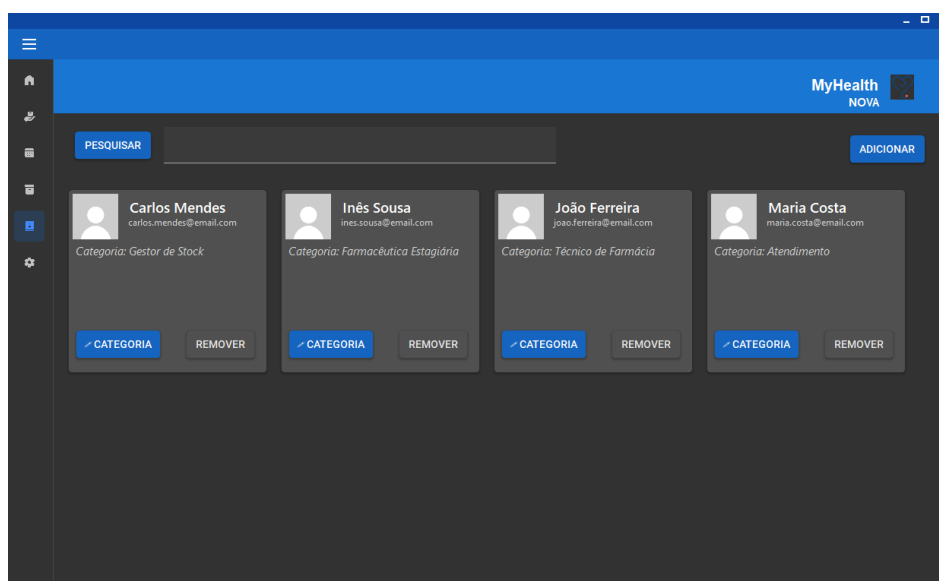 MyHealth
NOVA
PESQUISAR
ADICIONAR
Carlos Mendes
carlos.mendes@email.com
Categoria: Gestor de Stock
CATEGORIA
REMOVER
Inês Sousa
ines.sousa@email.com
Categoria: Farmacêutica Estagiária
CATEGORIA
REMOVER
João Ferreira
joao.ferreira@email.com
Categoria: Técnico de Farmácia
CATEGORIA
REMOVER
Maria Costa
maria.costa@email.com
Categoria: Atendimento
CATEGORIA
REMOVER